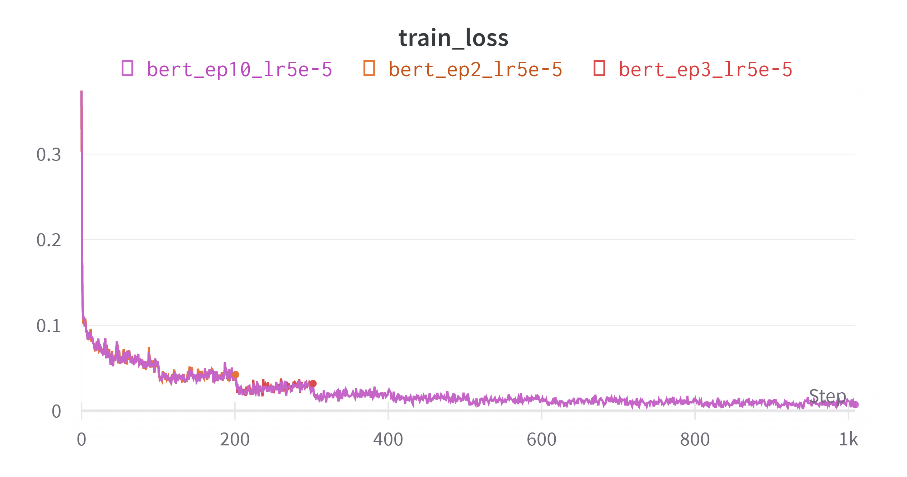 train_loss
bert_ep10_lr5e-5 bert_ep2_lr5e-5 bert_ep3_lr5e-5
0.3
0.2
0.1
Step
0
0 200 400 600 800 1k